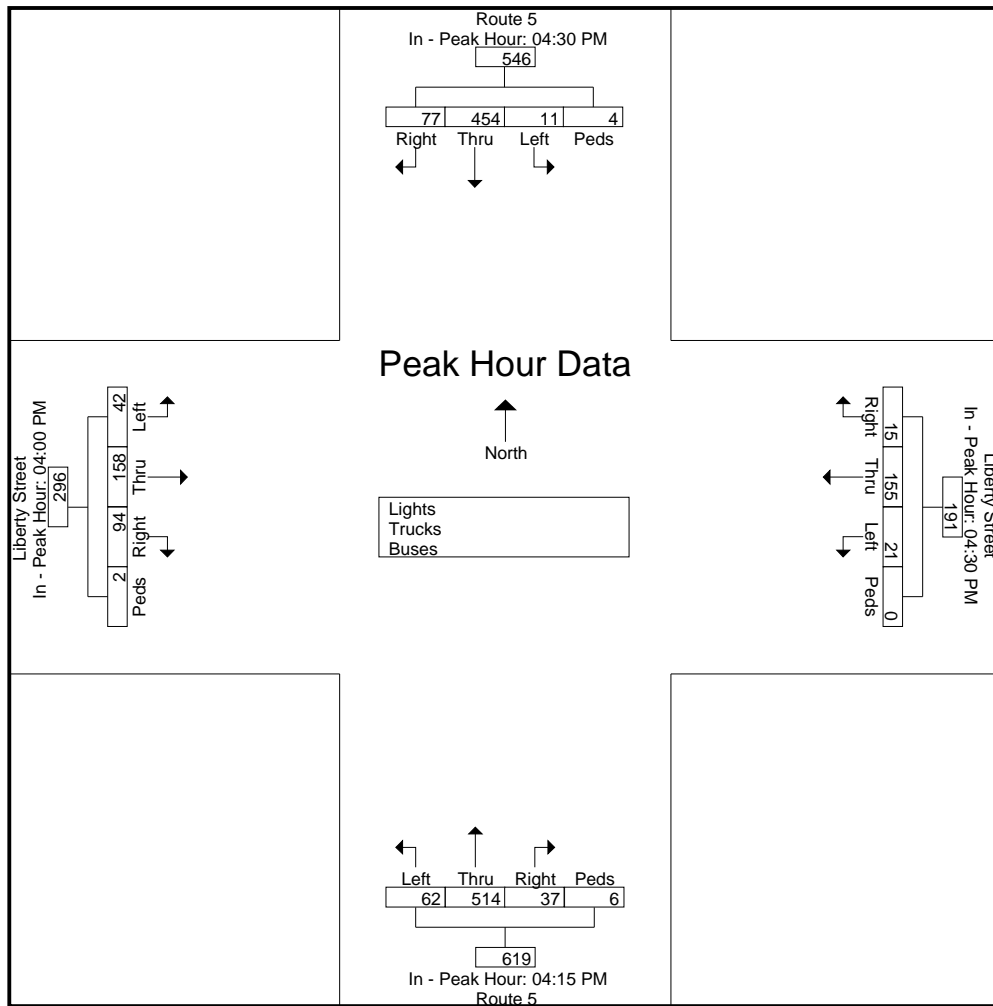 Route 5
In - Peak Hour: 04:30 PM
546
77 454 11 4
Right Thru Left Peds
Peak Hour Data
North
Lights
Trucks
Buses
Liberty Street
In - Peak Hour: 04:00 PM
296
42 158 94 2
Left Thru Right Peds
Liberty Street
In - Peak Hour: 04:30 PM
191
15 155 21 0
Right Thru Left Peds
Left Thru Right Peds
62 514 37 6
619
In - Peak Hour: 04:15 PM
Route 5